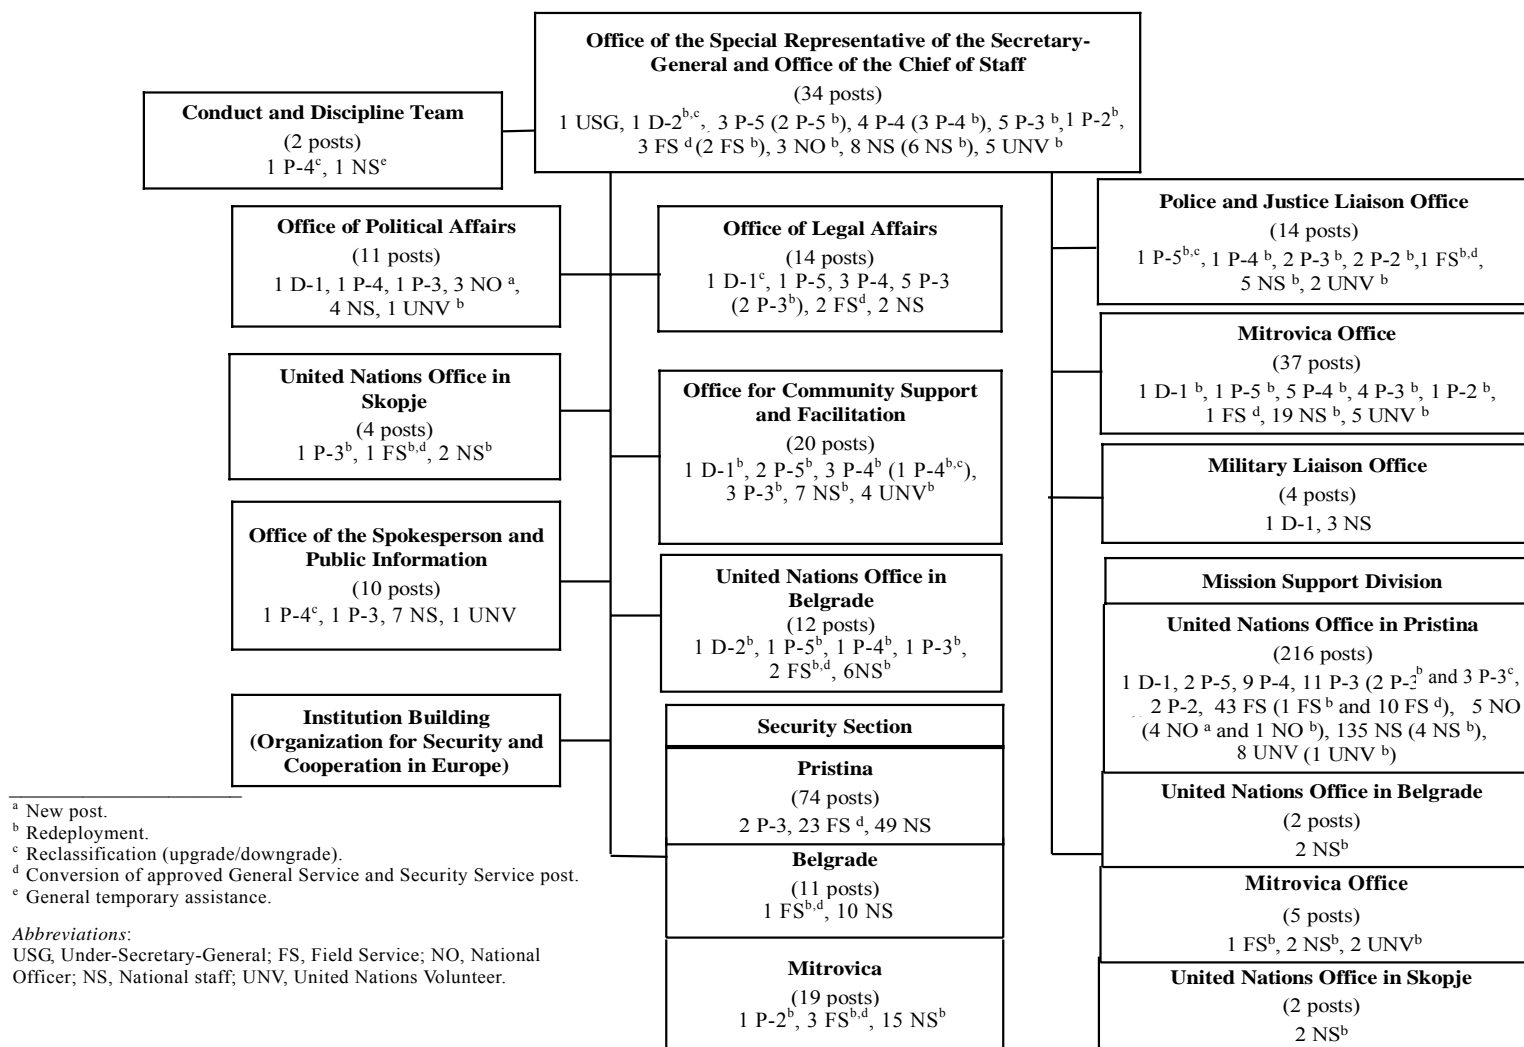 Office of the Special Representative of the Secretary-
General and Office of the Chief of Staff
(34 posts)
1 USG, 1 D-2ᵇ,ᶜ, 3 P-5 (2 P-5 ᵇ), 4 P-4 (3 P-4 ᵇ), 5 P-3 ᵇ, 1 P-2ᵇ,
3 FS ᵈ (2 FS ᵇ), 3 NO ᵇ, 8 NS (6 NS ᵇ), 5 UNV ᵇ
Conduct and Discipline Team
(2 posts)
1 P-4ᶜ, 1 NSᵉ
Office of Political Affairs
(11 posts)
1 D-1, 1 P-4, 1 P-3, 3 NO ᵃ,
4 NS, 1 UNV ᵇ
United Nations Office in
Skopje
(4 posts)
1 P-3ᵇ, 1 FSᵇ,ᵈ, 2 NSᵇ
Office of the Spokesperson and
Public Information
(10 posts)
1 P-4ᶜ, 1 P-3, 7 NS, 1 UNV
Institution Building
(Organization for Security and
Cooperation in Europe)
Office of Legal Affairs
(14 posts)
1 D-1ᶜ, 1 P-5, 3 P-4, 5 P-3
(2 P-3ᵇ), 2 FSᵈ, 2 NS
Office for Community Support
and Facilitation
(20 posts)
1 D-1ᵇ, 2 P-5ᵇ, 3 P-4ᵇ (1 P-4ᵇ,ᶜ),
3 P-3ᵇ, 7 NSᵇ, 4 UNVᵇ
United Nations Office in
Belgrade
(12 posts)
1 D-2ᵇ, 1 P-5ᵇ, 1 P-4ᵇ, 1 P-3ᵇ,
2 FSᵇ,ᵈ, 6NSᵇ
Security Section
Pristina
(74 posts)
2 P-3, 23 FS ᵈ, 49 NS
Belgrade
(11 posts)
1 FSᵇ,ᵈ, 10 NS
Mitrovica
(19 posts)
1 P-2ᵇ, 3 FSᵇ,ᵈ, 15 NSᵇ
Police and Justice Liaison Office
(14 posts)
1 P-5ᵇ,ᶜ, 1 P-4 ᵇ, 2 P-3 ᵇ, 2 P-2 ᵇ,1 FSᵇ,ᵈ,
5 NS ᵇ, 2 UNV ᵇ
Mitrovica Office
(37 posts)
1 D-1 ᵇ, 1 P-5 ᵇ, 5 P-4 ᵇ, 4 P-3 ᵇ, 1 P-2 ᵇ,
1 FS ᵈ, 19 NS ᵇ, 5 UNV ᵇ
Military Liaison Office
(4 posts)
1 D-1, 3 NS
Mission Support Division
United Nations Office in Pristina
(216 posts)
1 D-1, 2 P-5, 9 P-4, 11 P-3 (2 P-3ᵇ and 3 P-3ᶜ,
2 P-2, 43 FS (1 FS ᵇ and 10 FS ᵈ), 5 NO
(4 NO ᵃ and 1 NO ᵇ), 135 NS (4 NS ᵇ),
8 UNV (1 UNV ᵇ)
United Nations Office in Belgrade
(2 posts)
2 NSᵇ
Mitrovica Office
(5 posts)
1 FSᵇ, 2 NSᵇ, 2 UNVᵇ
United Nations Office in Skopje
(2 posts)
2 NSᵇ
ᵃ New post.
ᵇ Redeployment.
ᶜ Reclassification (upgrade/downgrade).
ᵈ Conversion of approved General Service and Security Service post.
ᵉ General temporary assistance.
Abbreviations:
USG, Under-Secretary-General; FS, Field Service; NO, National
Officer; NS, National staff; UNV, United Nations Volunteer.